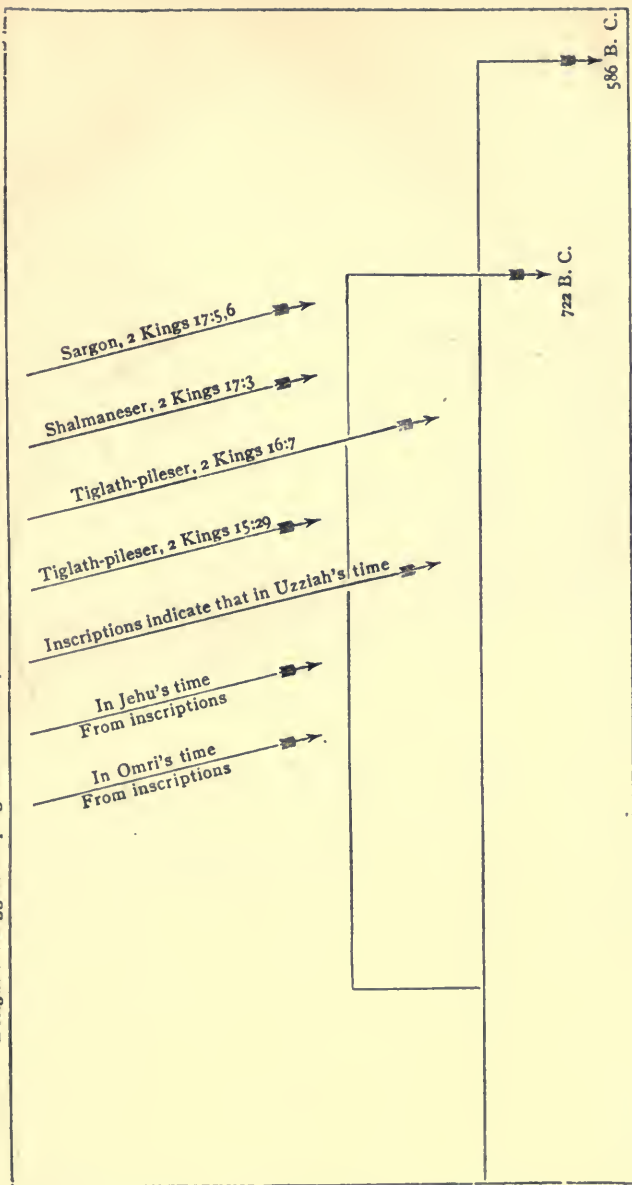 586 B. C.
722 B. C.
Sargon, 2 Kings 17:5,6
Shalmaneser, 2 Kings 17:3
Tiglath-pileser, 2 Kings 16:7
Tiglath-pileser, 2 Kings 15:29
Inscriptions indicate that in Uzziah's time
In Jehu's time
From inscriptions
In Omri's time
From inscriptions